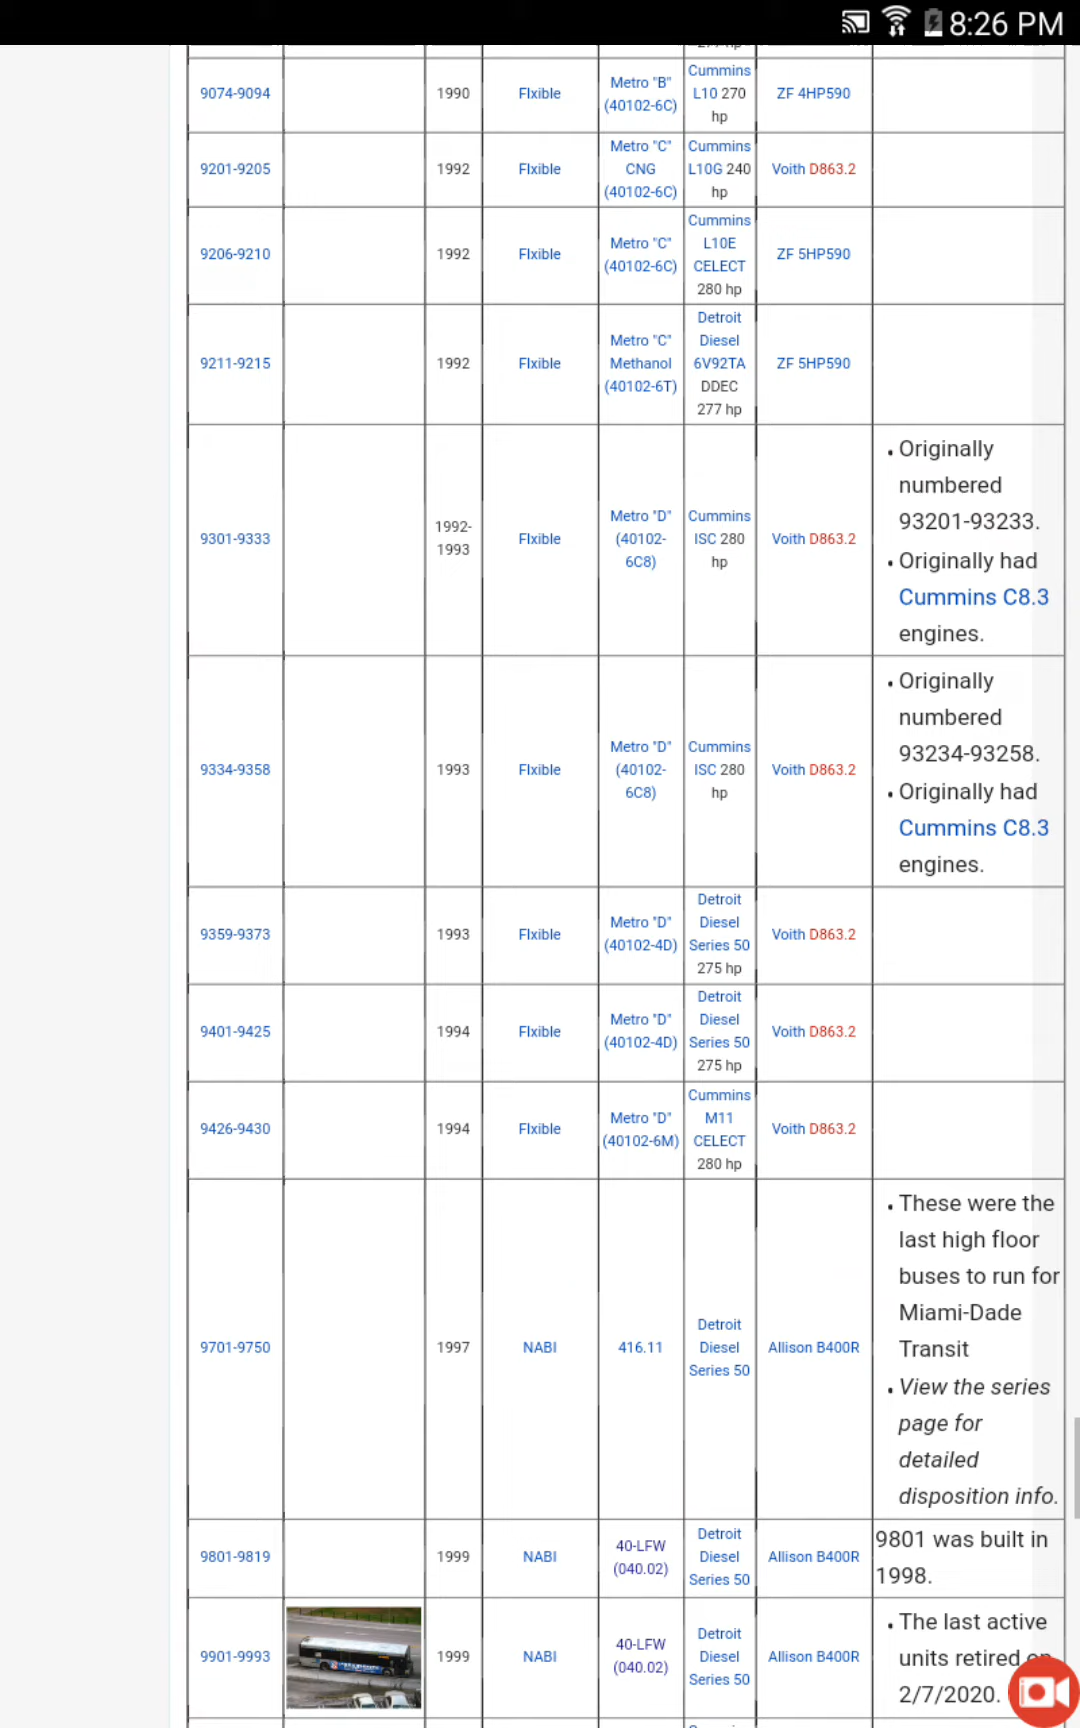 8:26 PM
9074-9094
1990
Flxible
Metro "B"
(40102-6C)
Cummins
L10 270
hp
ZF 4HP590
9201-9205
1992
Flxible
Metro "C"
CNG
(40102-6C)
Cummins
L10G 240
hp
Voith D863.2
9206-9210
1992
Flxible
Metro "C"
(40102-6C)
Cummins
L10E
CELECT
280 hp
ZF 5HP590
9211-9215
1992
Flxible
Metro "C"
Methanol
(40102-6T)
Detroit
Diesel
6V92TA
DDEC
277 hp
ZF 5HP590
9301-9333
1992-
1993
Flxible
Metro "D"
(40102-
6C8)
Cummins
ISC 280
hp
Voith D863.2
• Originally
numbered
93201-93233.
• Originally had
Cummins C8.3
engines.
9334-9358
1993
Flxible
Metro "D"
(40102-
6C8)
Cummins
ISC 280
hp
Voith D863.2
• Originally
numbered
93234-93258.
• Originally had
Cummins C8.3
engines.
9359-9373
1993
Flxible
Metro "D"
(40102-4D)
Detroit
Diesel
Series 50
275 hp
Voith D863.2
9401-9425
1994
Flxible
Metro "D"
(40102-4D)
Detroit
Diesel
Series 50
275 hp
Voith D863.2
9426-9430
1994
Flxible
Metro "D"
(40102-6M)
Cummins
M11
CELECT
280 hp
Voith D863.2
9701-9750
1997
NABI
416.11
Detroit
Diesel
Series 50
Allison B400R
• These were the
last high floor
buses to run for
Miami-Dade
Transit
• View the series
page for
detailed
disposition info.
9801-9819
1999
NABI
40-LFW
(040.02)
Detroit
Diesel
Series 50
Allison B400R
9801 was built in
1998.
9901-9993
1999
NABI
40-LFW
(040.02)
Detroit
Diesel
Series 50
Allison B400R
• The last active
units retired on
2/7/2020.